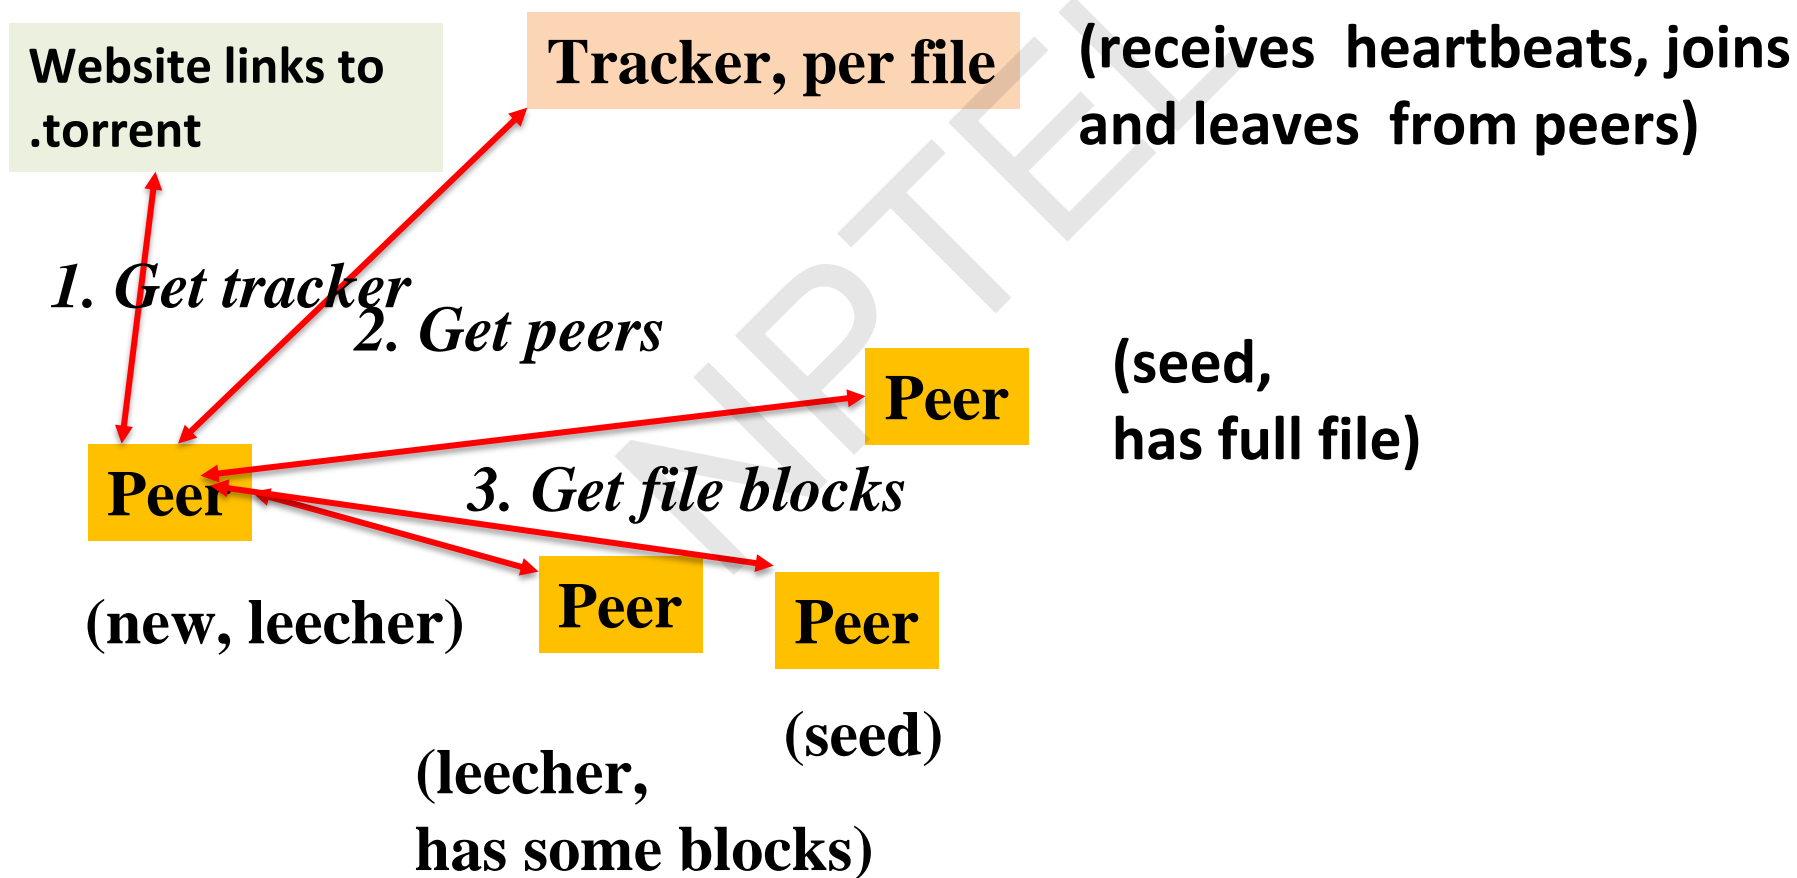 Website links to
.torrent
Tracker, per file
(receives heartbeats, joins
and leaves from peers)
1. Get tracker
2. Get peers
Peer
(seed,
has full file)
Peer
3. Get file blocks
(new, leecher)
Peer
Peer
(seed)
(leecher,
has some blocks)
NPTEL